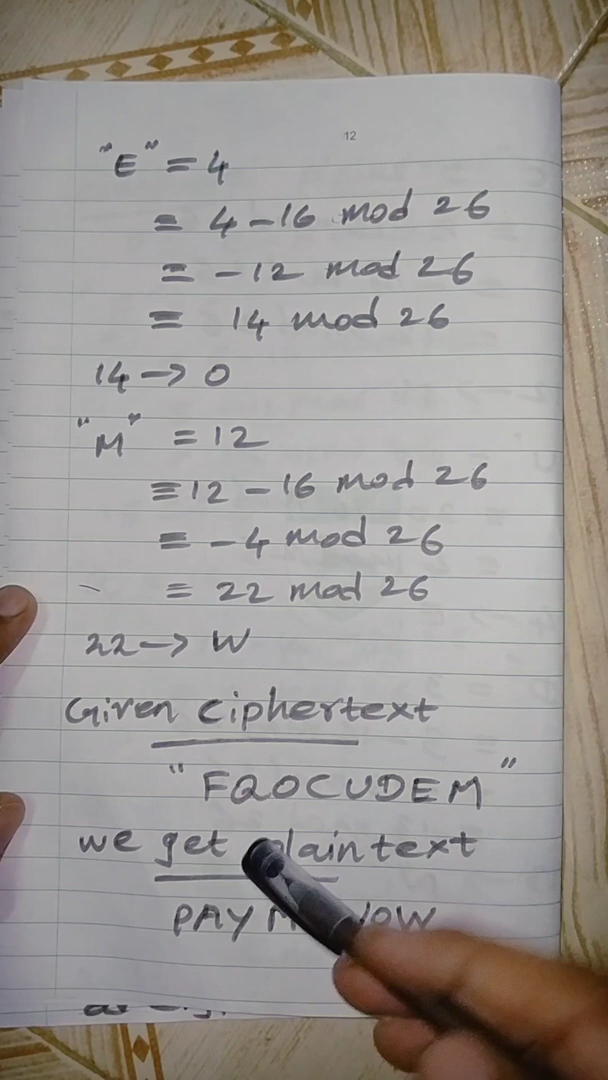 12
"E" = 4
≡ 4-16 mod 26
≡ -12 mod 26
≡ 14 mod 26
14 → O
"M" = 12
≡ 12 - 16 mod 26
≡ -4 mod 26
≡ 22 mod 26
22 → W
Given ciphertext
"FQOCUDEM"
we get plaintext
PAY